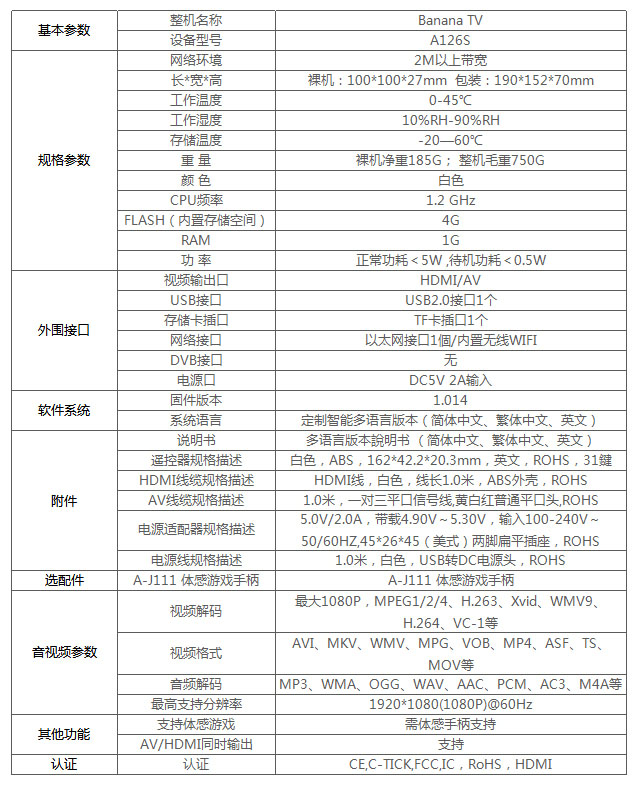 基本参数
整机名称 Banana TV
设备型号 A126S
规格参数
网络环境 2M以上带宽
长*宽*高 裸机：100*100*27mm 包装：190*152*70mm
工作温度 0-45℃
工作湿度 10%RH-90%RH
存储温度 -20—60℃
重 量 裸机净重185G； 整机毛重750G
颜 色 白色
CPU频率 1.2 GHz
FLASH（内置存储空间） 4G
RAM 1G
功 率 正常功耗＜5W ,待机功耗＜0.5W
外围接口
视频输出口 HDMI/AV
USB接口 USB2.0接口1个
存储卡插口 TF卡插口1个
网络接口 以太网接口1個/内置无线WIFI
DVB接口 无
电源口 DC5V 2A输入
软件系统
固件版本 1.014
系统语言 定制智能多语言版本（简体中文、繁体中文、英文）
附件
说明书 多语言版本說明书 （简体中文、繁体中文、英文）
遥控器规格描述 白色，ABS，162*42.2*20.3mm，英文，ROHS，31鍵
HDMI线缆规格描述 HDMI线，白色，线长1.0米，ABS外壳，ROHS
AV线缆规格描述 1.0米，一对三平口信号线,黄白红普通平口头,ROHS
电源适配器规格描述 5.0V/2.0A，带载4.90V～5.30V，输入100-240V～
50/60HZ,45*26*45（美式）两脚扁平插座，ROHS
电源线规格描述 1.0米，白色，USB转DC电源头，ROHS
选配件 A-J111 体感游戏手柄 A-J111 体感游戏手柄
音视频参数
视频解码 最大1080P，MPEG1/2/4、H.263、Xvid、WMV9、
H.264、VC-1等
视频格式 AVI、MKV、WMV、MPG、VOB、MP4、ASF、TS、
MOV等
音频解码 MP3、WMA、OGG、WAV、AAC、PCM、AC3、M4A等
最高支持分辨率 1920*1080(1080P)@60Hz
其他功能
支持体感游戏 需体感手柄支持
AV/HDMI同时输出 支持
认证 认证 CE,C-TICK,FCC,IC，RoHS，HDMI